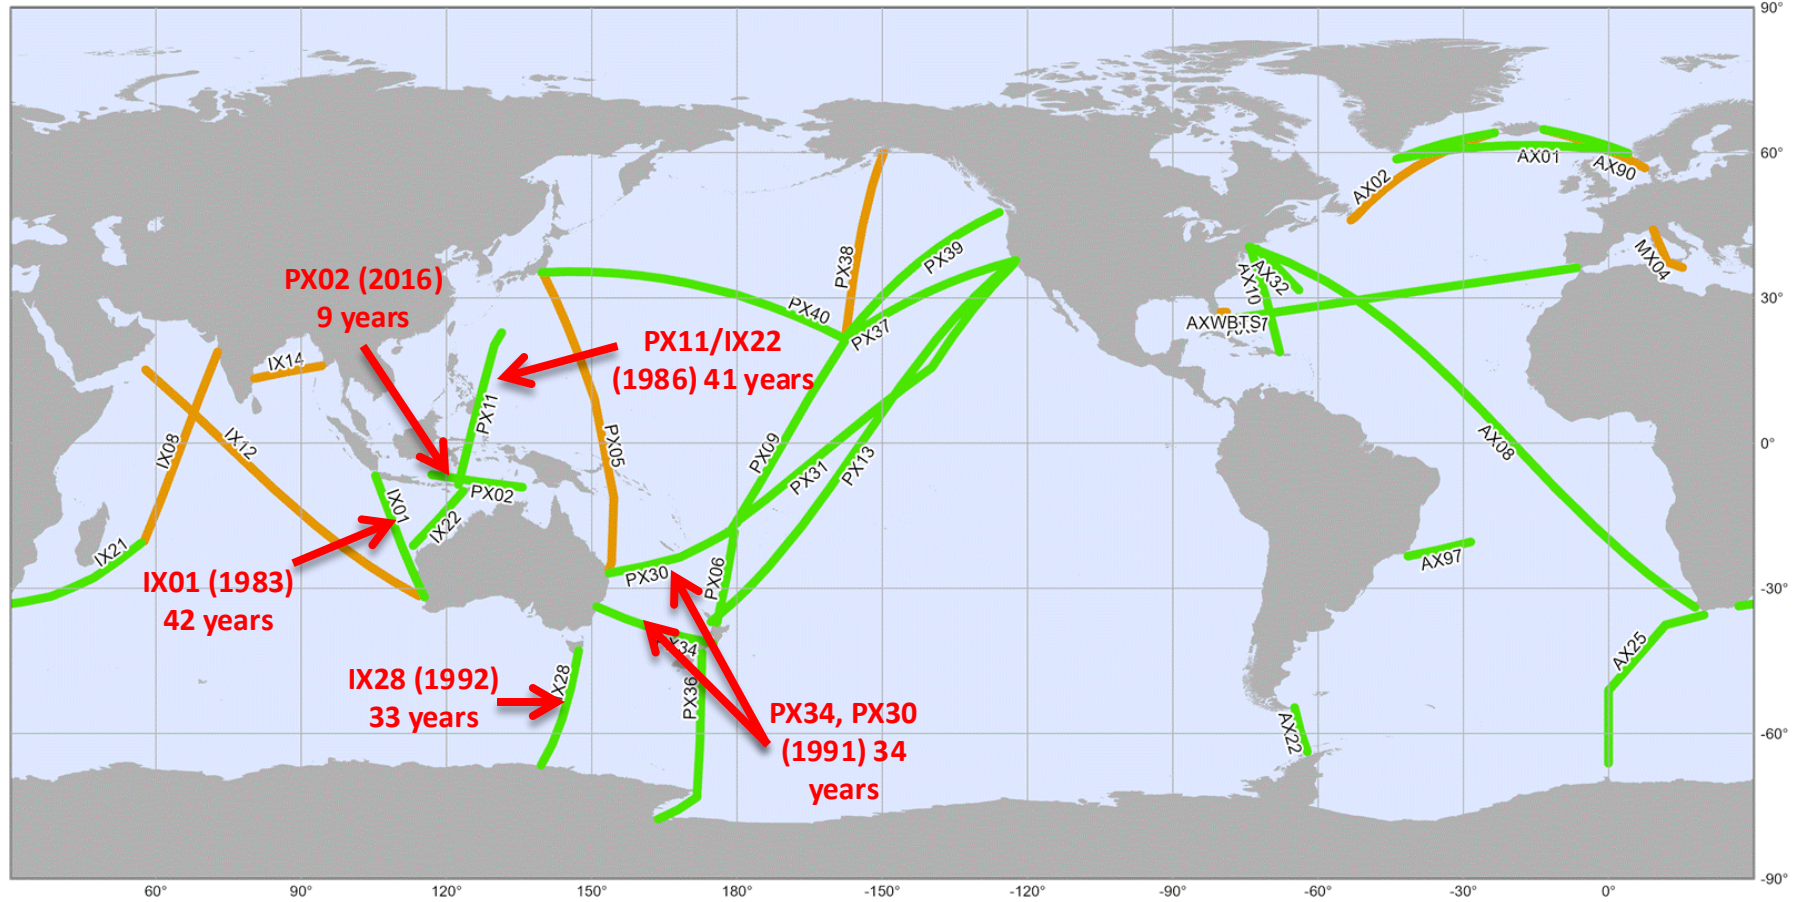 90°
60°
30°
0°
-30°
-60°
-90°
AX01
AX90
AX02
MX04
PX39
PX38
AX32
AX10
PX40
PX37
AXWBTS
PX02 (2016)
9 years
PX11/IX22
(1986) 41 years
IX14
PX11
IX08
IX12
PX05
PX09
PX31
PX13
AX08
PX02
IX01
IX22
IX21
AX97
IX01 (1983)
42 years
PX30
PX06
X34
AX25
IX28 (1992)
33 years
X28
PX36
PX34, PX30
(1991) 34
years
AX22
60° 90° 120° 150° 180° -150° -120° -90° -60° -30° 0°